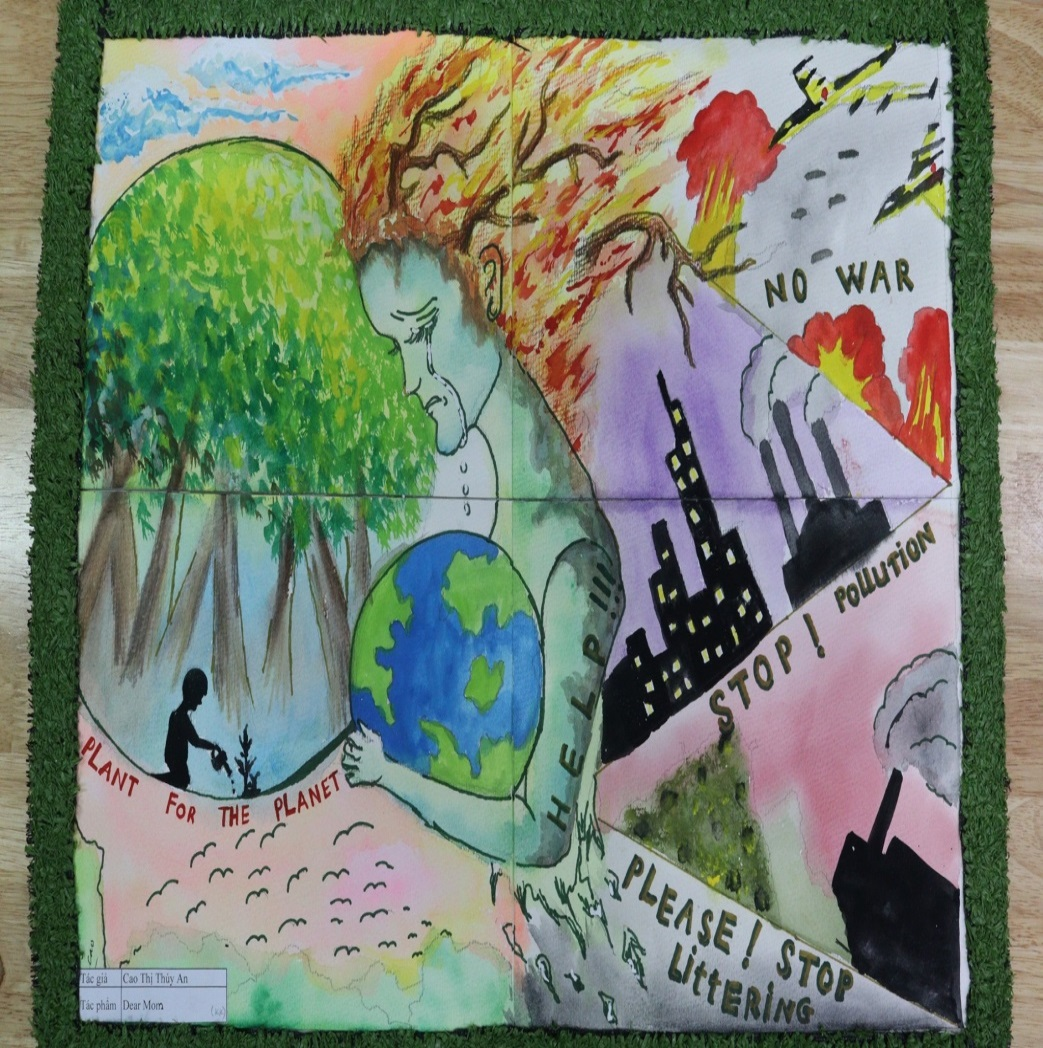 NO WAR
STOP! POLLUTION
HELP!!!
PLANT FOR THE PLANET
PLEASE! STOP
LiTTERiNG
Tác giả Cao Thị Thùy An
Tác phẩm Dear Mom